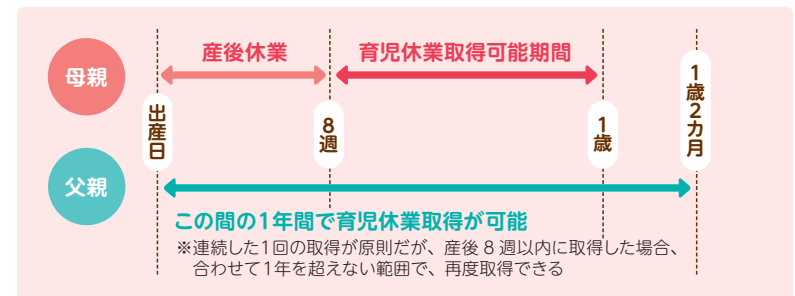 産後休業
育児休業取得可能期間
母親
出産日
8週
1歳
1歳2カ月
父親
この間の1年間で育児休業取得が可能
※連続した1回の取得が原則だが、産後8週以内に取得した場合、
合わせて1年を超えない範囲で、再度取得できる